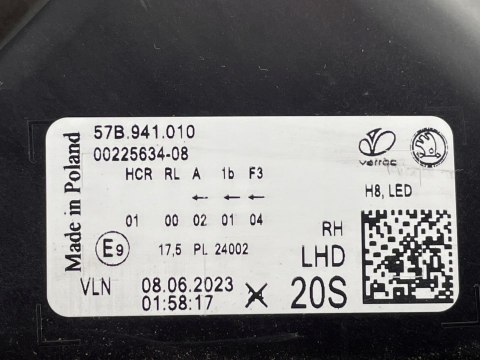 Made in Poland
57B.941.010
00225634-08
HCR RL A 1b F3
← ← ←
01 00 02 01 04
E9 17,5 PL 24002
VLN 08.06.2023
01:58:17
varroc
H8, LED
RH
LHD
20S